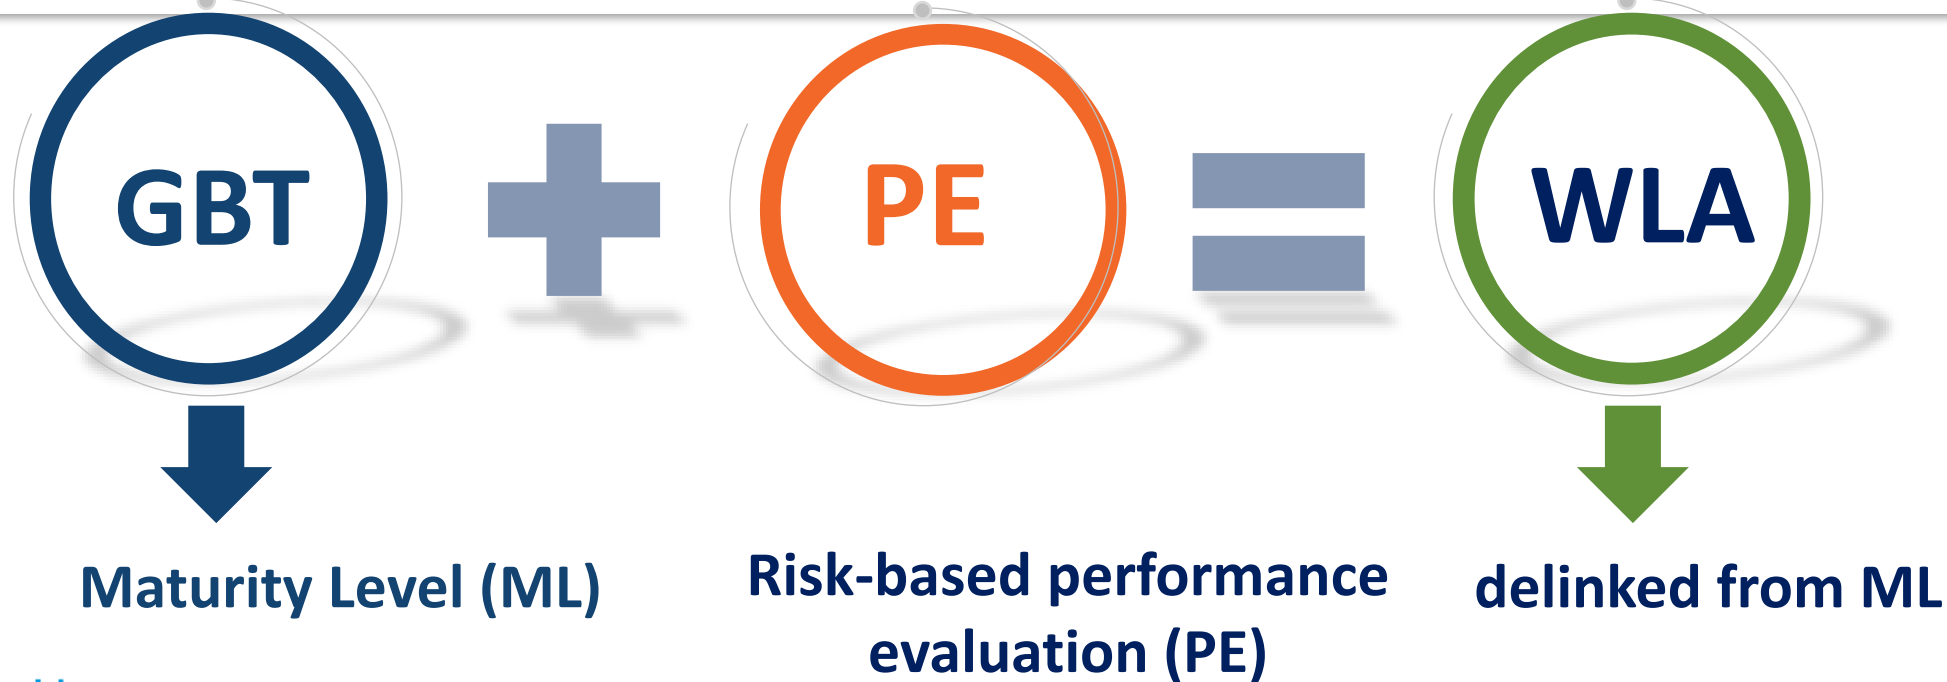 GBT
PE
WLA
Maturity Level (ML)
Risk-based performance
evaluation (PE)
delinked from ML